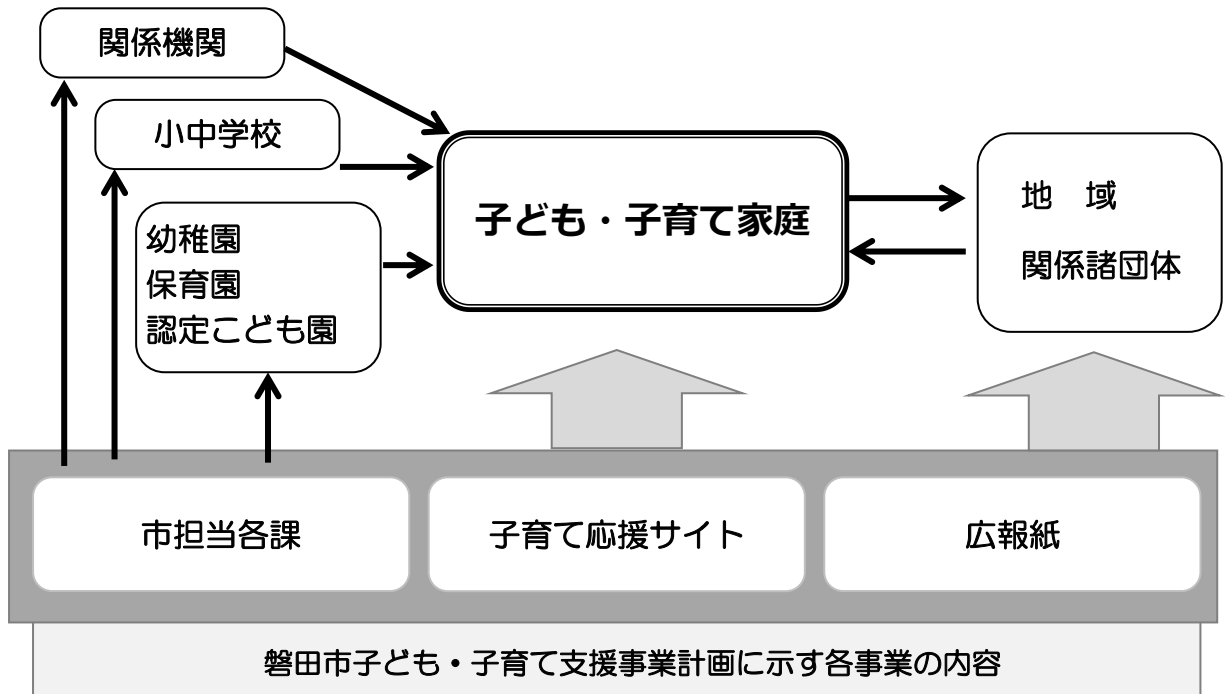 関係機関
小中学校
幼稚園
保育園
認定こども園
子ども・子育て家庭
地　域
関係諸団体
市担当各課
子育て応援サイト
広報紙
磐田市子ども・子育て支援事業計画に示す各事業の内容